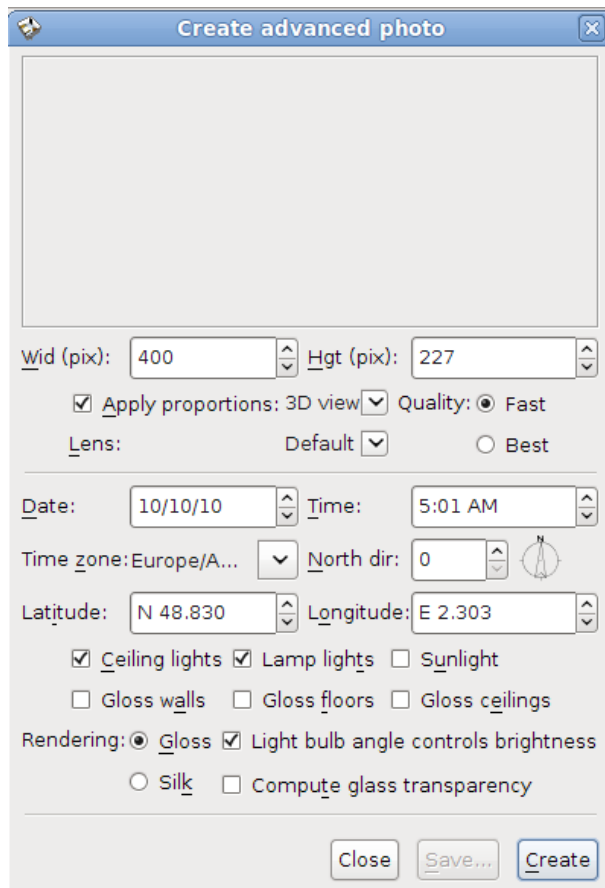 Create advanced photo
Wid (pix): 400 Hgt (pix): 227
Apply proportions: 3D view Quality: Fast
Lens: Default Best
Date: 10/10/10 Time: 5:01 AM
Time zone: Europe/A... North dir: 0 N
Latitude: N 48.830 Longitude: E 2.303
Ceiling lights Lamp lights Sunlight
Gloss walls Gloss floors Gloss ceilings
Rendering: Gloss Light bulb angle controls brightness
Silk Compute glass transparency
Close Save... Create